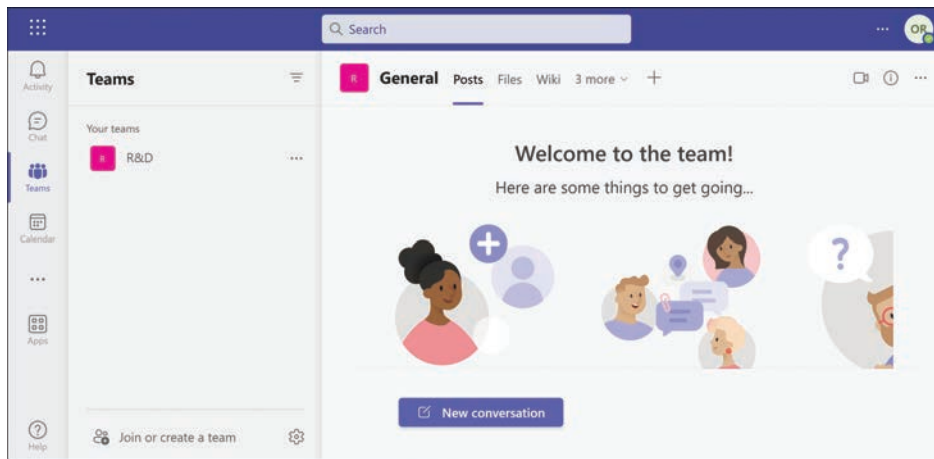 Search
OR
Activity
Chat
Teams
Calendar
Apps
Help
Teams
Your teams
R R&D
Join or create a team
R General Posts Files Wiki 3 more
Welcome to the team!
Here are some things to get going...
?
New conversation